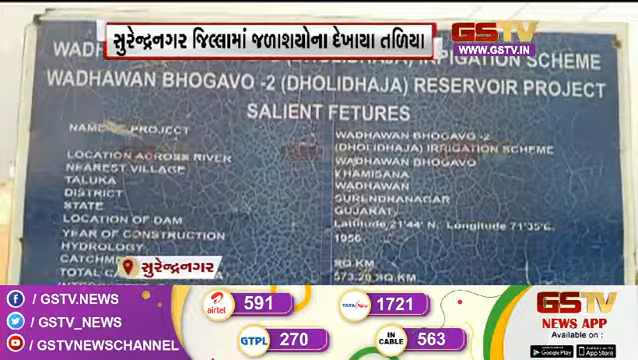 સુરેન્દ્રનગર જિલ્લામાં જળાશયોના દેખાયા તળિયા
GSTV
WWW.GSTV.IN
IRRIGATION SCHEME
WADHAWAN BHOGAVO -2 (DHOLIDHAJA) RESERVOIR PROJECT
SALIENT FETURES
NAME PROJECT WADHAWAN BHOGAVO -2
(DHOLIDHAJA) IRRIGATION SCHEME
LOCATION ACROSS RIVER WADHAWAN BHOGAVO
NEAREST VILLAGE KHAMISANA
TALUKA WADHAWAN
DISTRICT SURENDNANAGAR
STATE GUJARAT
LOCATION OF DAM Latitude 21°44' N, Longitude 71°35'E.
YEAR OF CONSTRUCTION 1956
HYDROLOGY
SQ.KM.
TOTAL 573.20 SQ.KM.
સુરેન્દ્રનગર
/ GSTV.NEWS
/ GSTV_NEWS
/ GSTVNEWSCHANNEL
airtel 591
TATA sky 1721
GTPL 270
IN CABLE 563
GSTV
NEWS APP
Available on :
Google Play
App Store